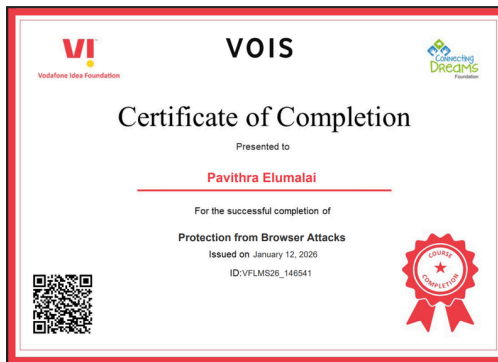 VI
Vodafone Idea Foundation
VOIS
Connecting
Dreams
Foundation
Certificate of Completion
Presented to
Pavithra Elumalai
For the successful completion of
Protection from Browser Attacks
Issued on January 12, 2026
ID:VFLMS26_146541
COURSE
COMPLETION